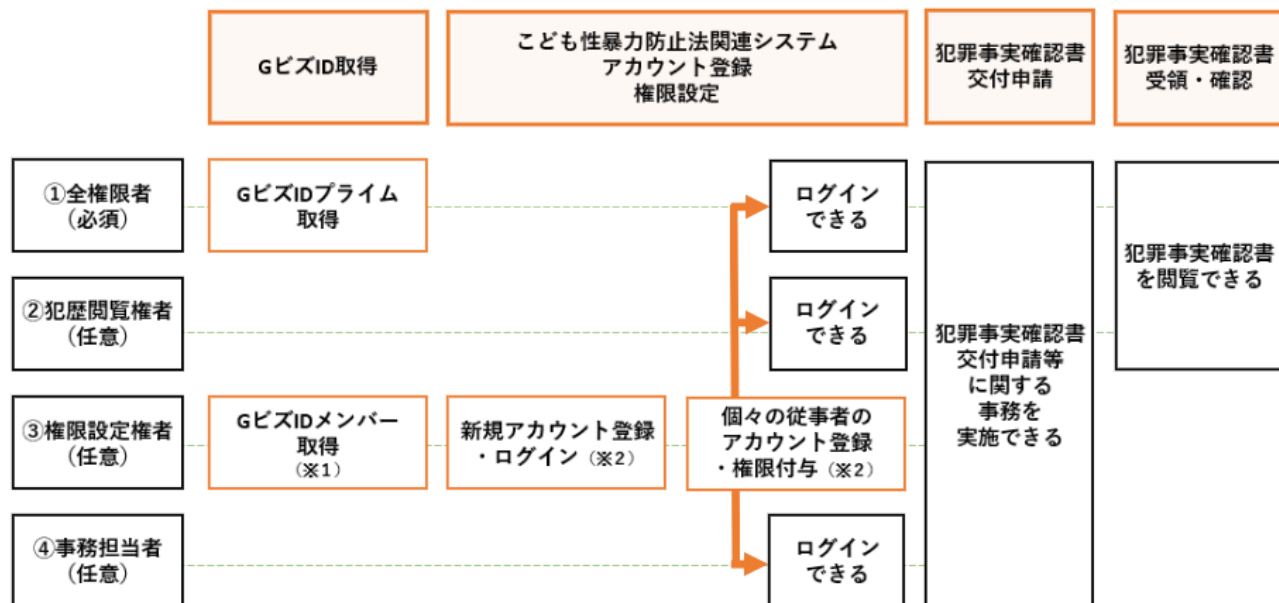 GビズID取得
こども性暴力防止法関連システム
アカウント登録
権限設定
犯罪事実確認書
交付申請
犯罪事実確認書
受領・確認
①全権限者
(必須)
GビズIDプライム
取得
ログイン
できる
②犯歴閲覧権者
(任意)
ログイン
できる
③権限設定権者
(任意)
GビズIDメンバー
取得
(※1)
新規アカウント登録
・ログイン(※2)
個々の従事者の
アカウント登録
・権限付与(※2)
④事務担当者
(任意)
ログイン
できる
犯罪事実確認書
交付申請等
に関する
事務を
実施できる
犯罪事実確認書
を閲覧できる